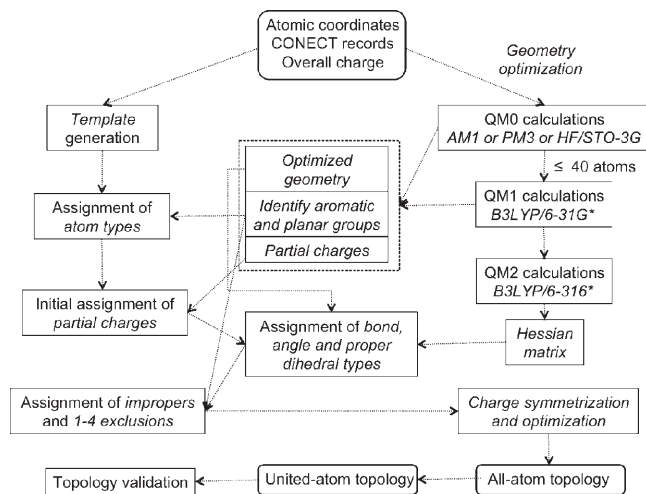 Atomic coordinates
CONECT records
Overall charge
Geometry
optimization
Template
generation
QM0 calculations
AM1 or PM3 or HF/STO-3G
≤ 40 atoms
Optimized
geometry
Identify aromatic
and planar groups
Partial charges
Assignment of
atom types
QM1 calculations
B3LYP/6-31G*
QM2 calculations
B3LYP/6-316*
Initial assignment of
partial charges
Assignment of bond,
angle and proper
dihedral types
Hessian
matrix
Assignment of impropers
and 1-4 exclusions
Charge symmetrization
and optimization
Topology validation
United-atom topology
All-atom topology